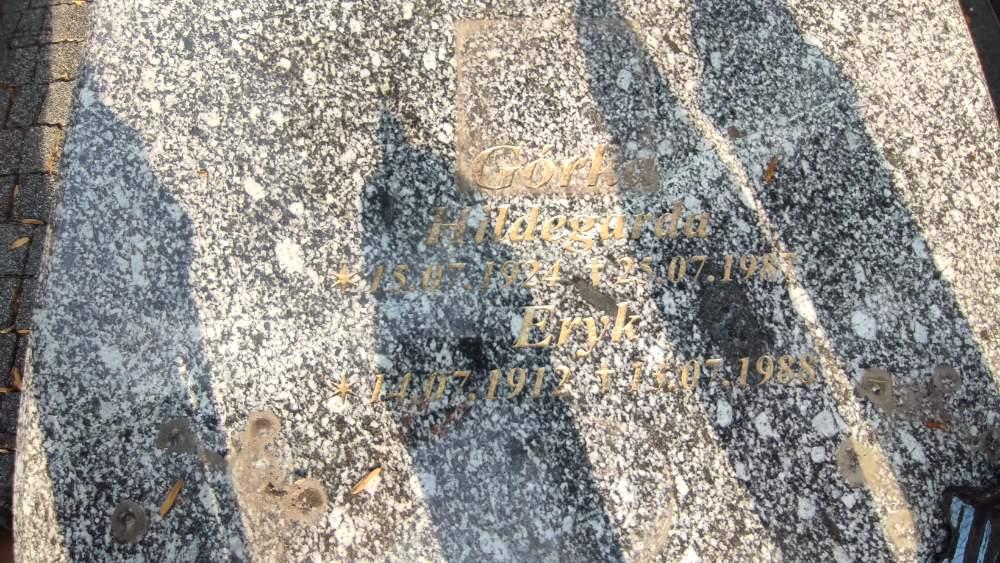 Górka
Hildegarda
* 15.07.1924 † 25.07.1987
Eryk
* 14.07.1912 † 13.07.1988